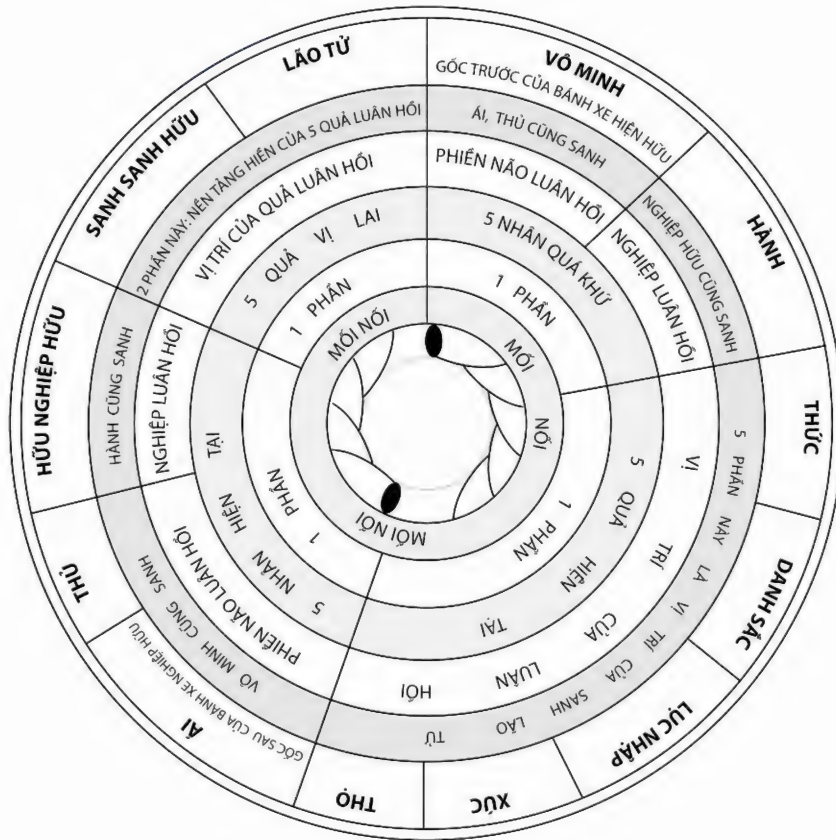 VÔ MINH
GỐC TRƯỚC CỦA BÁNH XE HIỆN HỮU
HÀNH
THỨC
DANH SẮC
LỤC NHẬP
XÚC
THỌ
ÁI
GỐC SAU CỦA BÁNH XE NGHIỆP HỮU
THỦ
HỮU NGHIỆP HỮU
SANH SANH HỮU
LÃO TỬ
ÁI, THỦ CŨNG SANH
NGHIỆP HỮU CŨNG SANH
5 PHẦN NÀY LÀ VỊ TRÍ CỦA SANH LÃO TỬ
VÔ MINH CŨNG SANH
HÀNH CŨNG SANH
2 PHẦN NÀY: NỀN TẢNG HIỂN CỦA 5 QUẢ LUÂN HỒI
PHIỀN NÃO LUÂN HỒI
NGHIỆP LUÂN HỒI
VỊ TRÍ CỦA LUÂN HỒI
PHIỀN NÃO LUÂN HỒI
NGHIỆP LUÂN HỒI
VỊ TRÍ CỦA QUẢ LUÂN HỒI
5 NHÂN QUÁ KHỨ
5 QUẢ HIỆN TẠI
5 NHÂN HIỆN TẠI
5 QUẢ VỊ LAI
1 PHẦN
1 PHẦN
1 PHẦN
1 PHẦN
MỐI NỐI
MỐI NỐI
MỐI NỐI